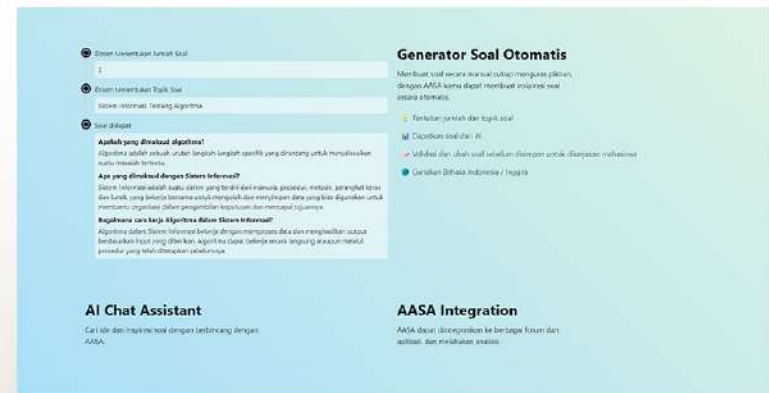 Dosen Menentukan Jumlah Soal
Dosen Menentukan Topik Soal
Sistem Informasi Tentang Algoritma
Soal didapat
Apakah yang dimaksud algoritma?
Algoritma adalah sebuah urutan langkah-langkah spesifik yang dirancang untuk menyelesaikan
suatu masalah tertentu.
Apa yang dimaksud dengan Sistem Informasi?
Sistem Informasi adalah suatu sistem yang terdiri dari manusia, prosedur, metode, perangkat keras
dan lunak, yang bekerja bersama untuk mengolah dan menyimpan data yang bisa digunakan untuk
membantu organisasi dalam pengambilan keputusan dan mencapai tujuannya
Bagaimana cara kerja Algoritma dalam Sistem Informasi?
Algoritma dalam Sistem Informasi bekerja dengan memproses data dan menghasilkan output
berdasarkan input yang diberikan. Algoritma dapat bekerja secara langsung ataupun melalui
prosedur yang telah ditetapkan sebelumnya
Generator Soal Otomatis
Membuat soal secara manual cukup menguras pikiran,
dengan AASA kamu dapat membuat inspirasi soal
secara otomatis.
Tentukan jumlah dan topik soal
Dapatkan soal dari AI
Validasi dan ubah soal sebelum disimpan untuk dikerjakan mahasiswa
Gunakan Bahasa Indonesia / Inggris
AI Chat Assistant
Cari ide dan inspirasi soal dengan berbincang dengan
AASA.
AASA Integration
AASA dapat diintegrasikan ke berbagai forum dan
aplikasi, dan melakukan analisis.